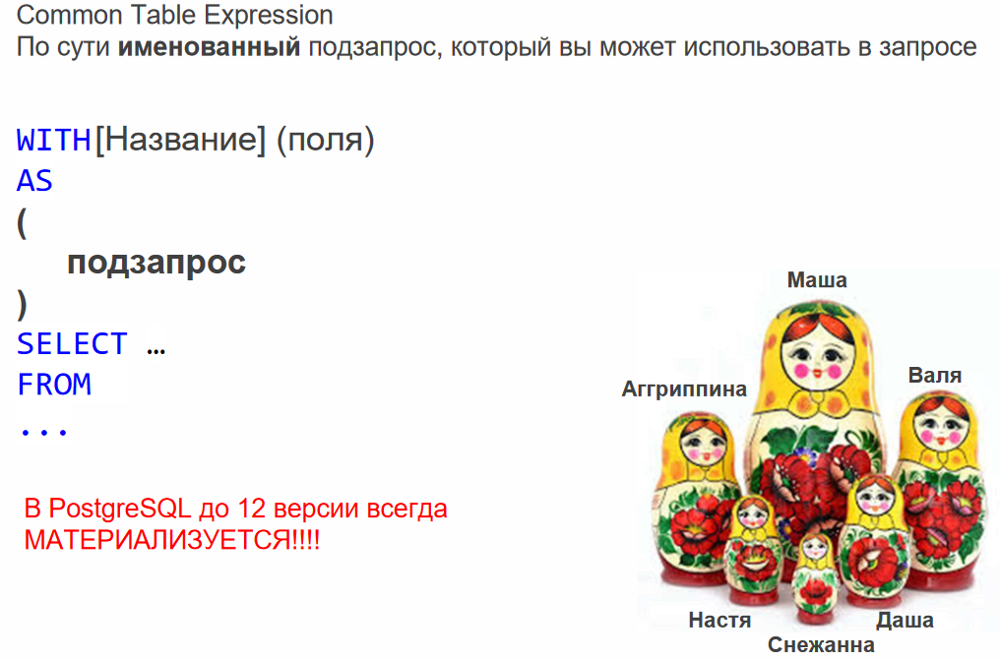 Common Table Expression
По сути именованный подзапрос, который вы может использовать в запросе
WITH[Название] (поля)
AS
(
подзапрос
)
SELECT …
FROM
...
В PostgreSQL до 12 версии всегда
МАТЕРИАЛИЗУЕТСЯ!!!!
Маша
Аггриппина
Валя
Настя
Даша
Снежанна